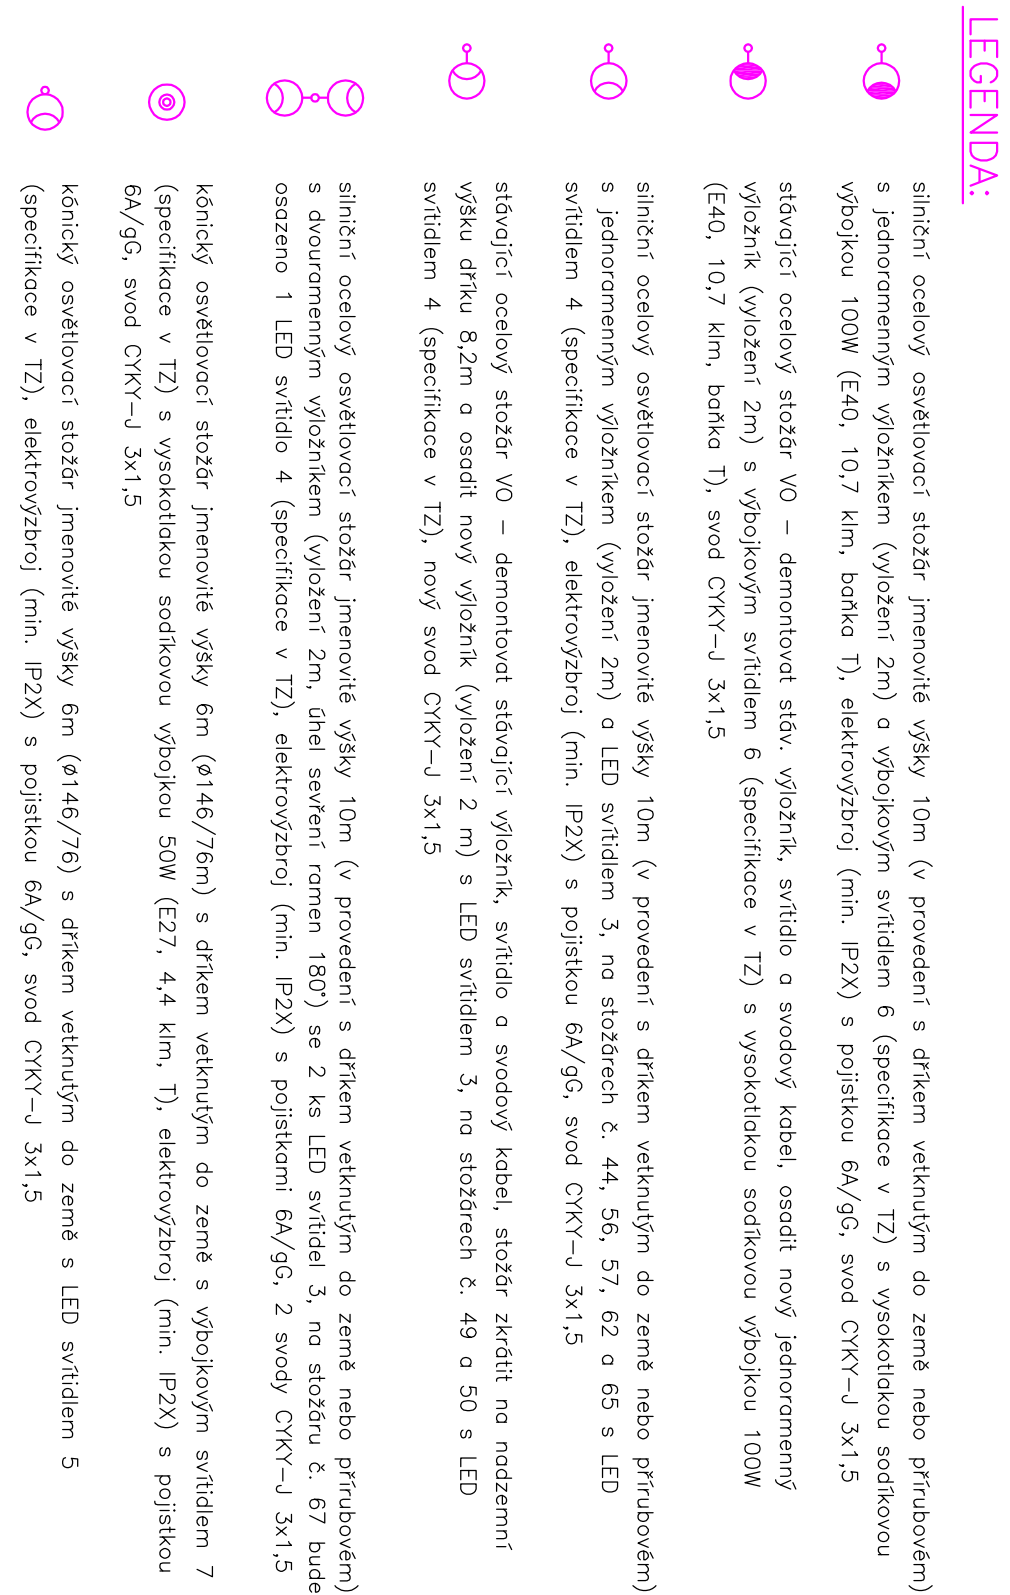 LEGENDA:
silniční ocelový osvětlovací stožár jmenovité výšky 10m (v provedení s dříkem vetknutým do země nebo přírubovém)
s jednoramenným výložníkem (vyložení 2m) a výbojkovým svítidlem 6 (specifikace v TZ) s vysokotlakou sodíkovou
výbojkou 100W (E40, 10,7 klm, baňka T), elektrovýzbroj (min. IP2X) s pojistkou 6A/gG, svod CYKY-J 3x1,5
stávající ocelový stožár VO - demontovat stáv. výložník, svítidlo a svodový kabel, osadit nový jednoramenný
výložník (vyložení 2m) s výbojkovým svítidlem 6 (specifikace v TZ) s vysokotlakou sodíkovou výbojkou 100W
(E40, 10,7 klm, baňka T), svod CYKY-J 3x1,5
silniční ocelový osvětlovací stožár jmenovité výšky 10m (v provedení s dříkem vetknutým do země nebo přírubovém)
s jednoramenným výložníkem (vyložení 2m) a LED svítidlem 3, na stožárech č. 44, 56, 57, 62 a 65 s LED
svítidlem 4 (specifikace v TZ), elektrovýzbroj (min. IP2X) s pojistkou 6A/gG, svod CYKY-J 3x1,5
stávající ocelový stožár VO - demontovat stávající výložník, svítidlo a svodový kabel, stožár zkrátit na nadzemní
výšku dříku 8,2m a osadit nový výložník (vyložení 2 m) s LED svítidlem 3, na stožárech č. 49 a 50 s LED
svítidlem 4 (specifikace v TZ), nový svod CYKY-J 3x1,5
silniční ocelový osvětlovací stožár jmenovité výšky 10m (v provedení s dříkem vetknutým do země nebo přírubovém)
s dvouramenným výložníkem (vyložení 2m, úhel sevření ramen 180°) se 2 ks LED svítidel 3, na stožáru č. 67 bude
osazeno 1 LED svítidlo 4 (specifikace v TZ), elektrovýzbroj (min. IP2X) s pojistkami 6A/gG, 2 svody CYKY-J 3x1,5
kónický osvětlovací stožár jmenovité výšky 6m (ø146/76m) s dříkem vetknutým do země s výbojkovým svítidlem 7
(specifikace v TZ) s vysokotlakou sodíkovou výbojkou 50W (E27, 4,4 klm, T), elektrovýzbroj (min. IP2X) s pojistkou
6A/gG, svod CYKY-J 3x1,5
kónický osvětlovací stožár jmenovité výšky 6m (ø146/76) s dříkem vetknutým do země s LED svítidlem 5
(specifikace v TZ), elektrovýzbroj (min. IP2X) s pojistkou 6A/gG, svod CYKY-J 3x1,5